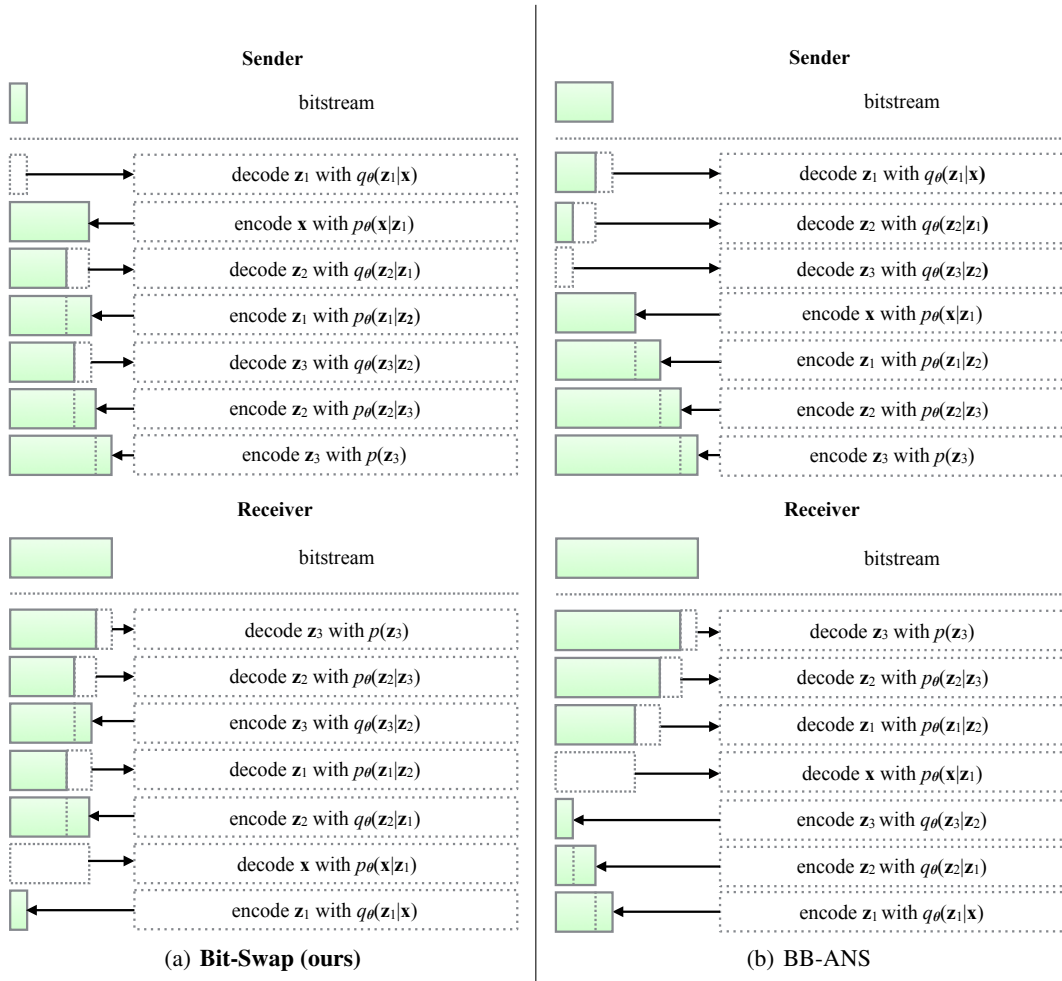 Sender
bitstream
decode z₁ with qθ(z₁|x)
encode x with pθ(x|z₁)
decode z₂ with qθ(z₂|z₁)
encode z₁ with pθ(z₁|z₂)
decode z₃ with qθ(z₃|z₂)
encode z₂ with pθ(z₂|z₃)
encode z₃ with p(z₃)
Receiver
bitstream
decode z₃ with p(z₃)
decode z₂ with pθ(z₂|z₃)
encode z₃ with qθ(z₃|z₂)
decode z₁ with pθ(z₁|z₂)
encode z₂ with qθ(z₂|z₁)
decode x with pθ(x|z₁)
encode z₁ with qθ(z₁|x)
(a) Bit-Swap (ours)
Sender
bitstream
decode z₁ with qθ(z₁|x)
decode z₂ with qθ(z₂|z₁)
decode z₃ with qθ(z₃|z₂)
encode x with pθ(x|z₁)
encode z₁ with pθ(z₁|z₂)
encode z₂ with pθ(z₂|z₃)
encode z₃ with p(z₃)
Receiver
bitstream
decode z₃ with p(z₃)
decode z₂ with pθ(z₂|z₃)
decode z₁ with pθ(z₁|z₂)
decode x with pθ(x|z₁)
encode z₃ with qθ(z₃|z₂)
encode z₂ with qθ(z₂|z₁)
encode z₁ with qθ(z₁|x)
(b) BB-ANS